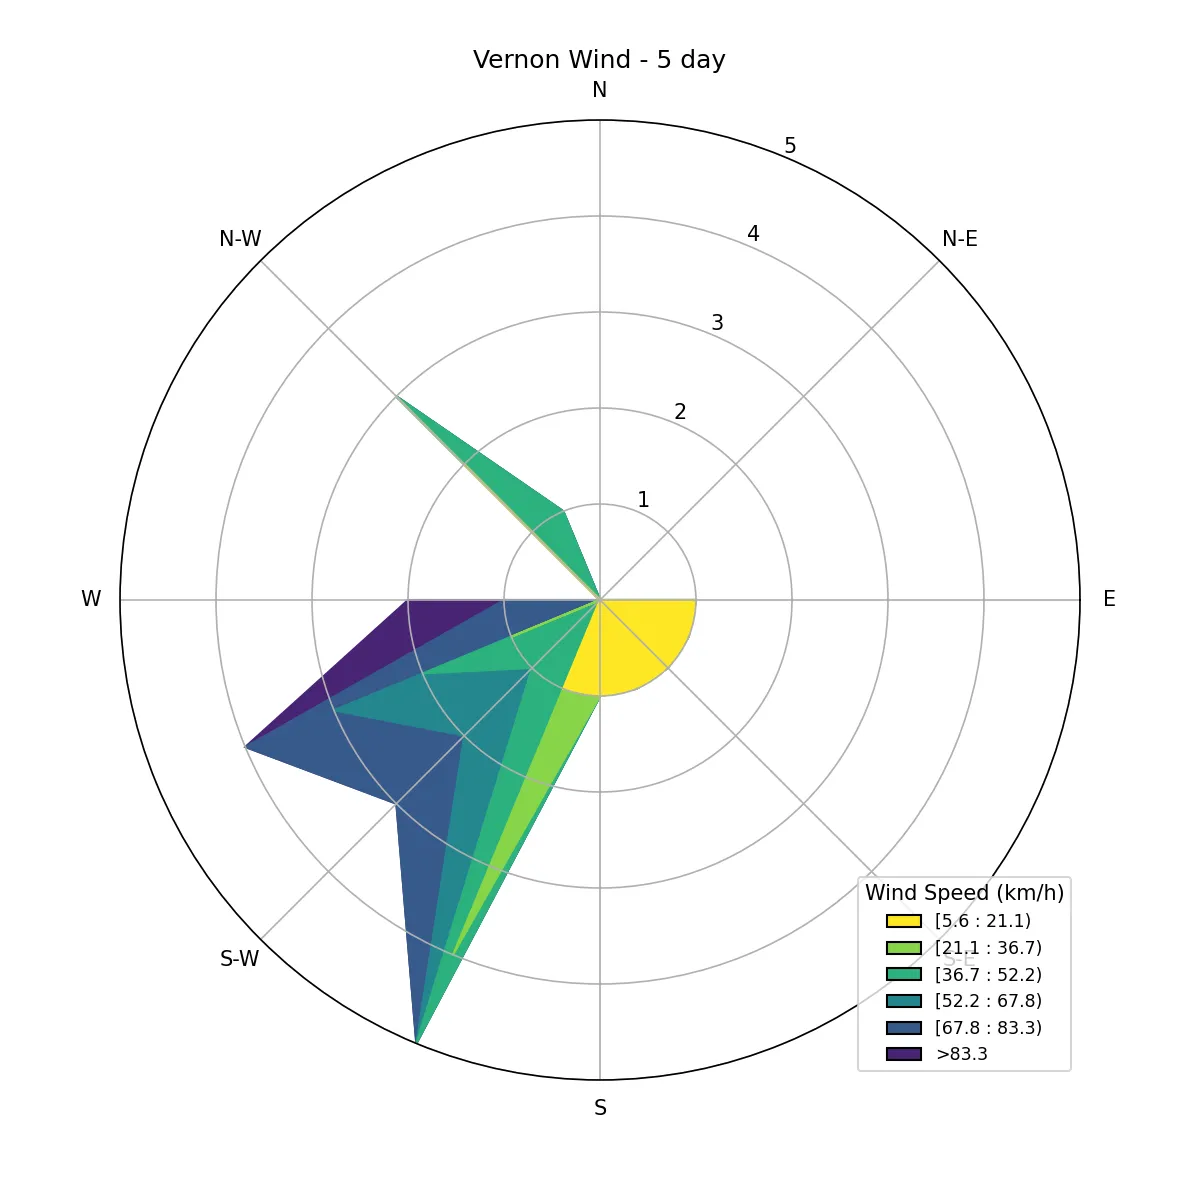 Vernon Wind - 5 day
N
5
N-W
N-E
4
3
2
1
W
E
Wind Speed (km/h)
[5.6 : 21.1)
[21.1 : 36.7)
S-W
S-E
[36.7 : 52.2)
[52.2 : 67.8)
[67.8 : 83.3)
>83.3
S